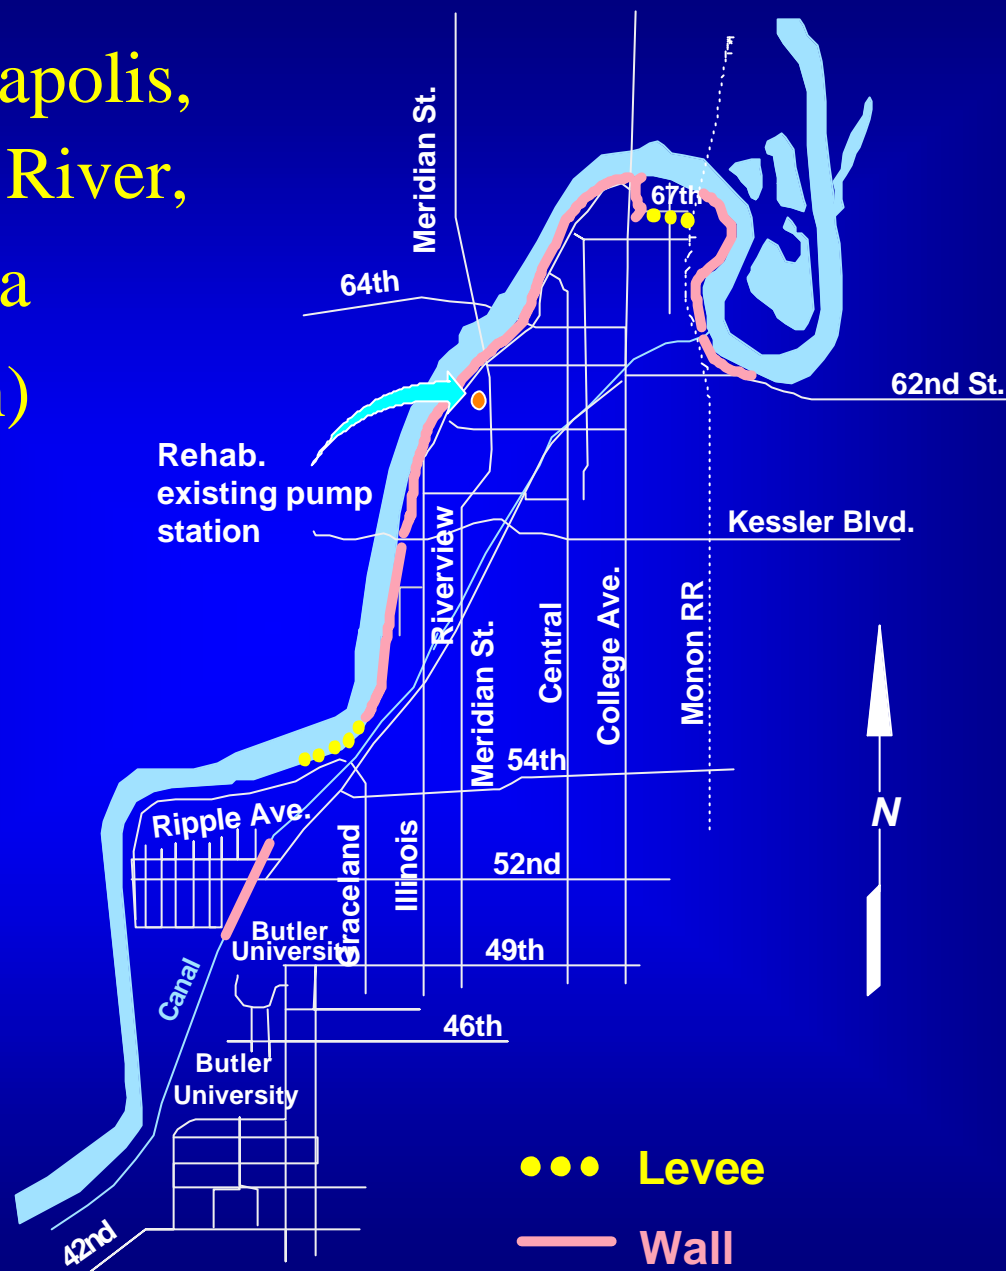 apolis,
River,
a
)
Meridian St.
67th
64th
62nd St.
Rehab.
existing pump
station
Kessler Blvd.
Riverview
Meridian St.
Central
College Ave.
Monon RR
54th
Ripple Ave.
N
Graceland
Illinois
52nd
Butler
University
49th
Canal
46th
Butler
University
42nd
Levee
Wall